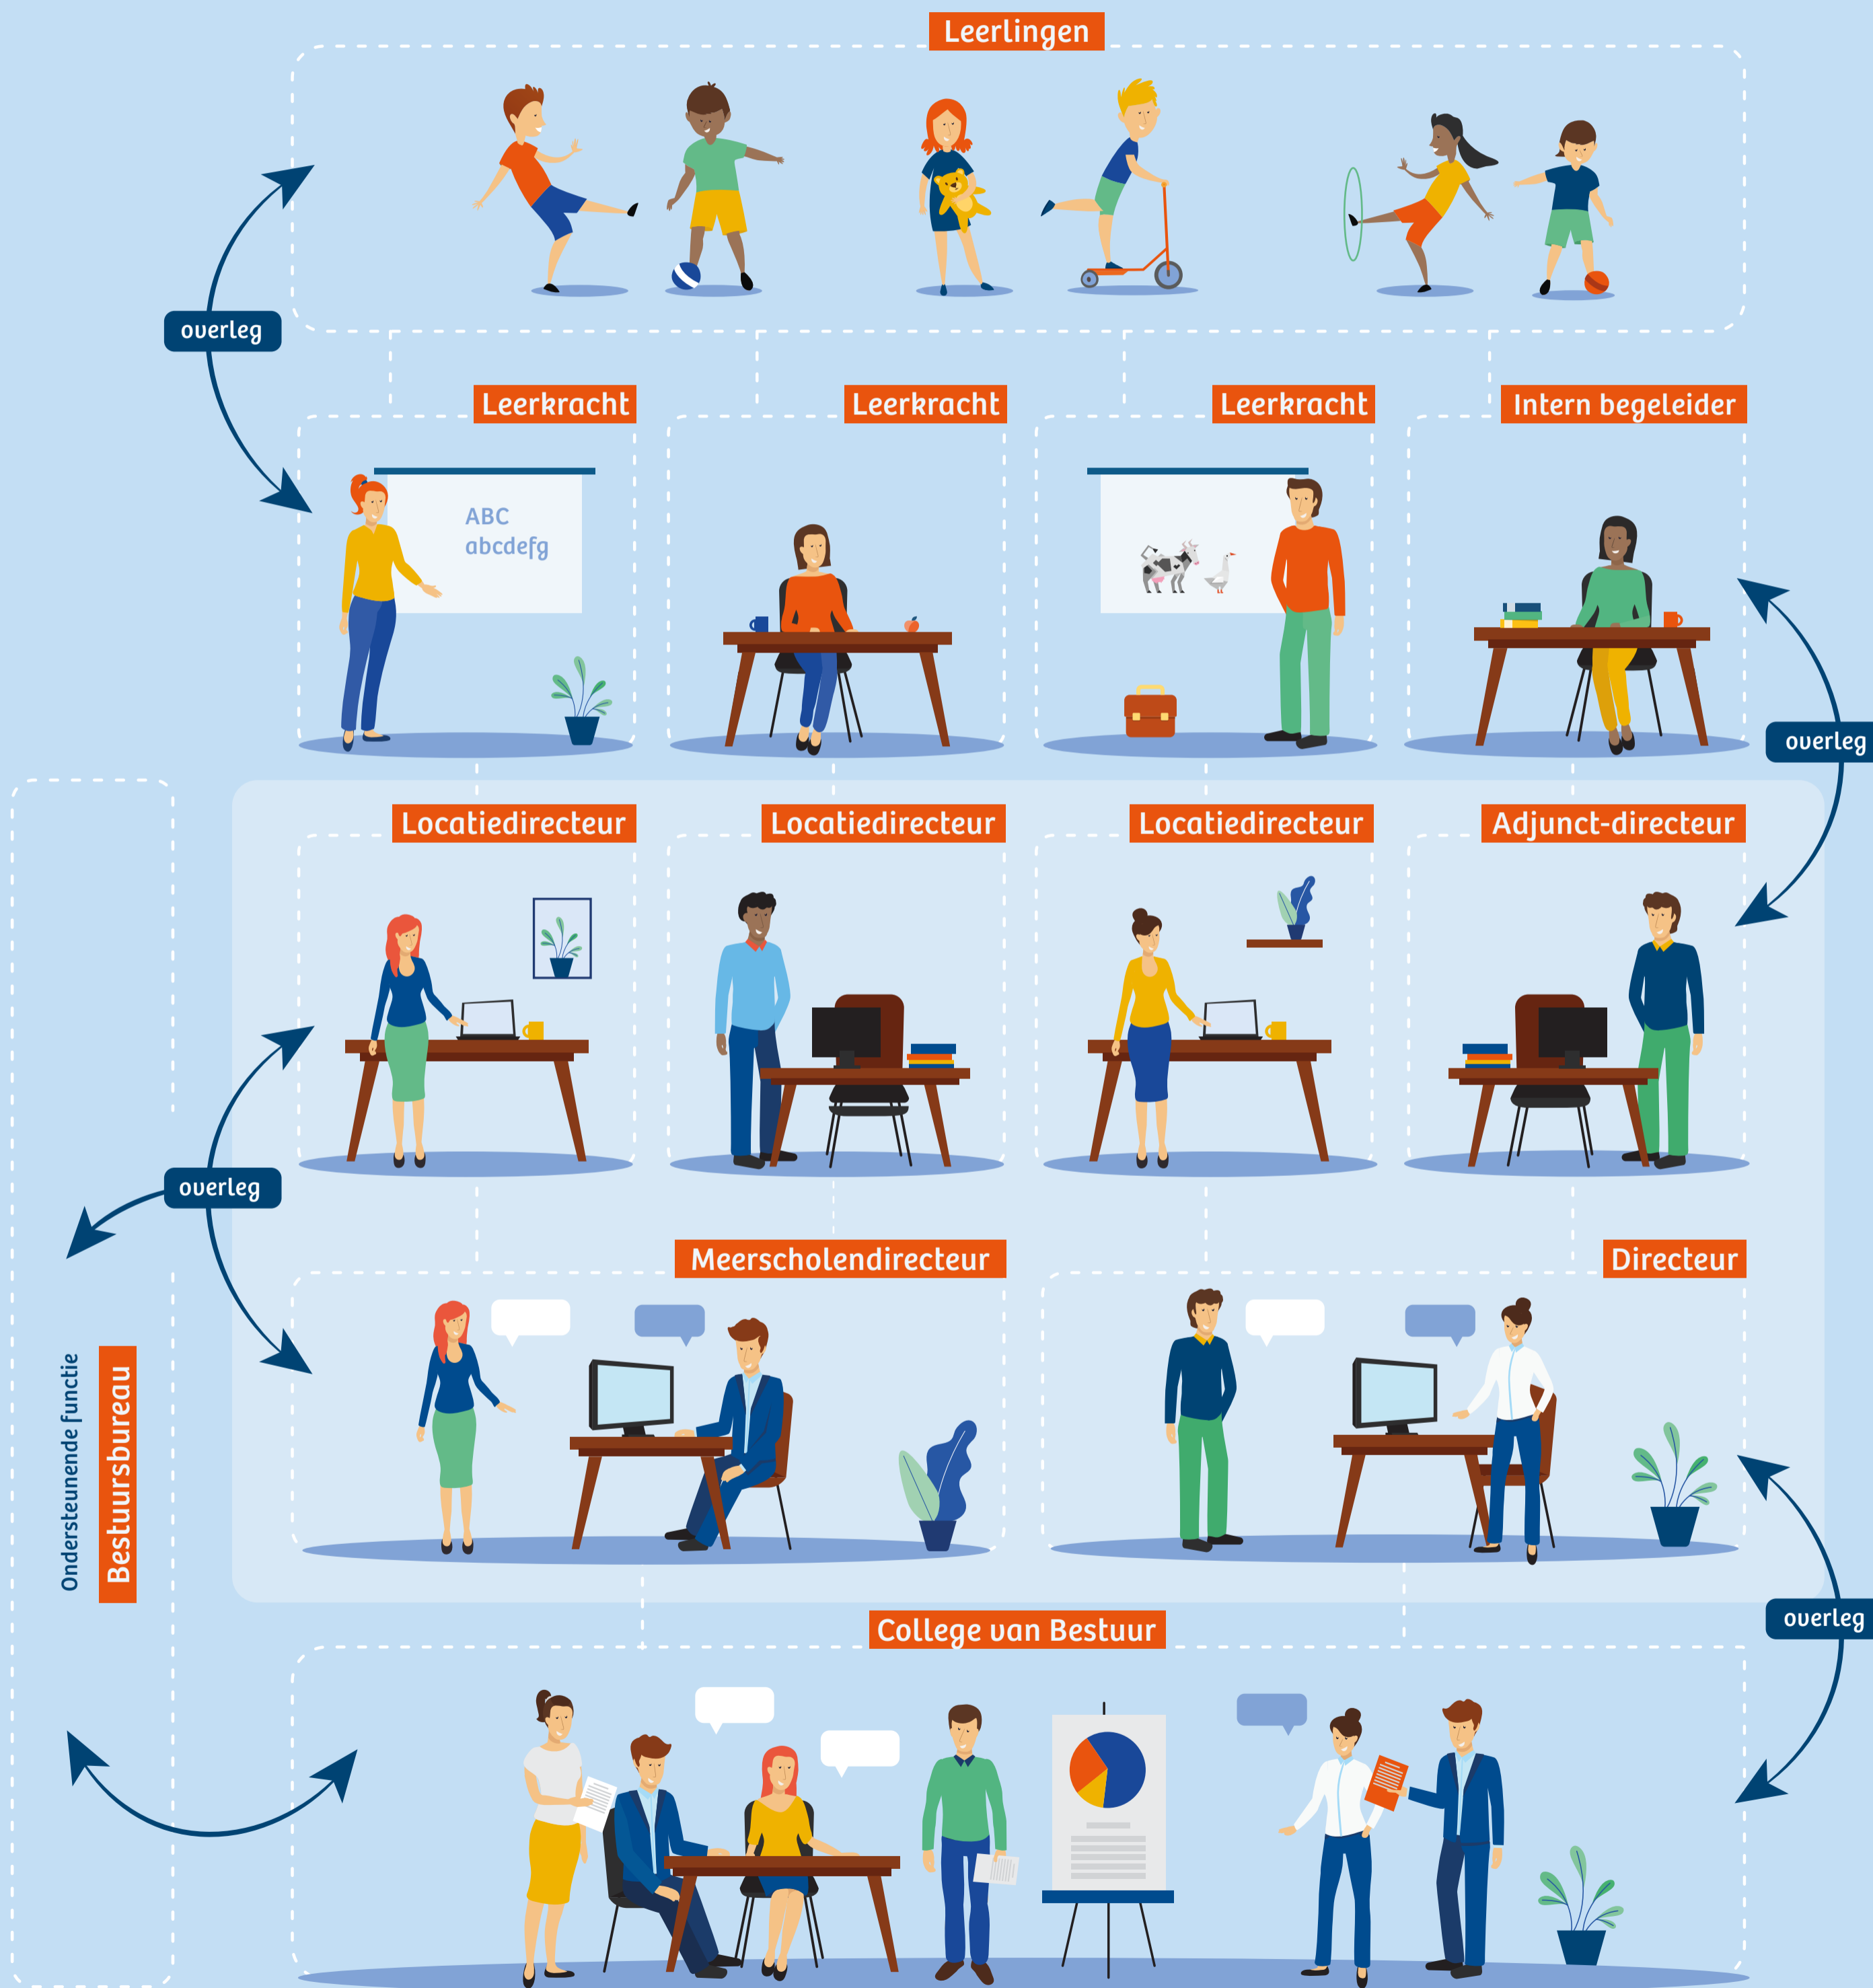 Leerlingen
overleg
Leerkracht
Leerkracht
Leerkracht
Intern begeleider
ABC
abcdefg
overleg
Locatiedirecteur
Locatiedirecteur
Locatiedirecteur
Adjunct-directeur
overleg
Meerscholendirecteur
Directeur
Ondersteunende functie
Bestuursbureau
overleg
College van Bestuur